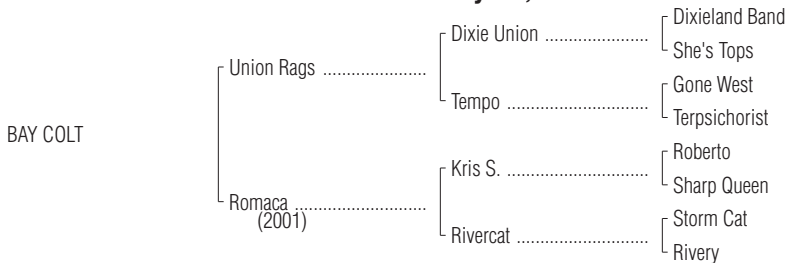 Dixieland Band
Dixie Union ........................
She's Tops
Union Rags ......................
Gone West
Tempo ................................
Terpsichorist
BAY COLT
Roberto
Kris S. ................................
Sharp Queen
Romaca ............................
(2001)
Storm Cat
Rivercat ..............................
Rivery